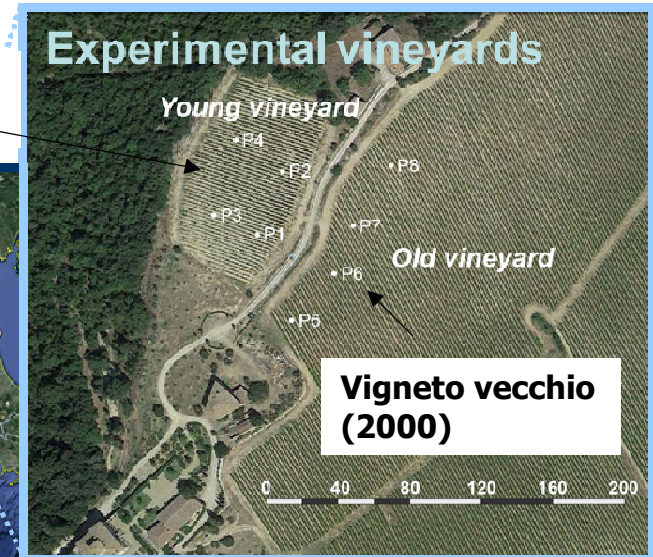 Experimental vineyards
Young vineyard
P4
P2
P8
P3
P1
P7
Old vineyard
P6
P5
Vigneto vecchio
(2000)
0 40 80 120 160 200